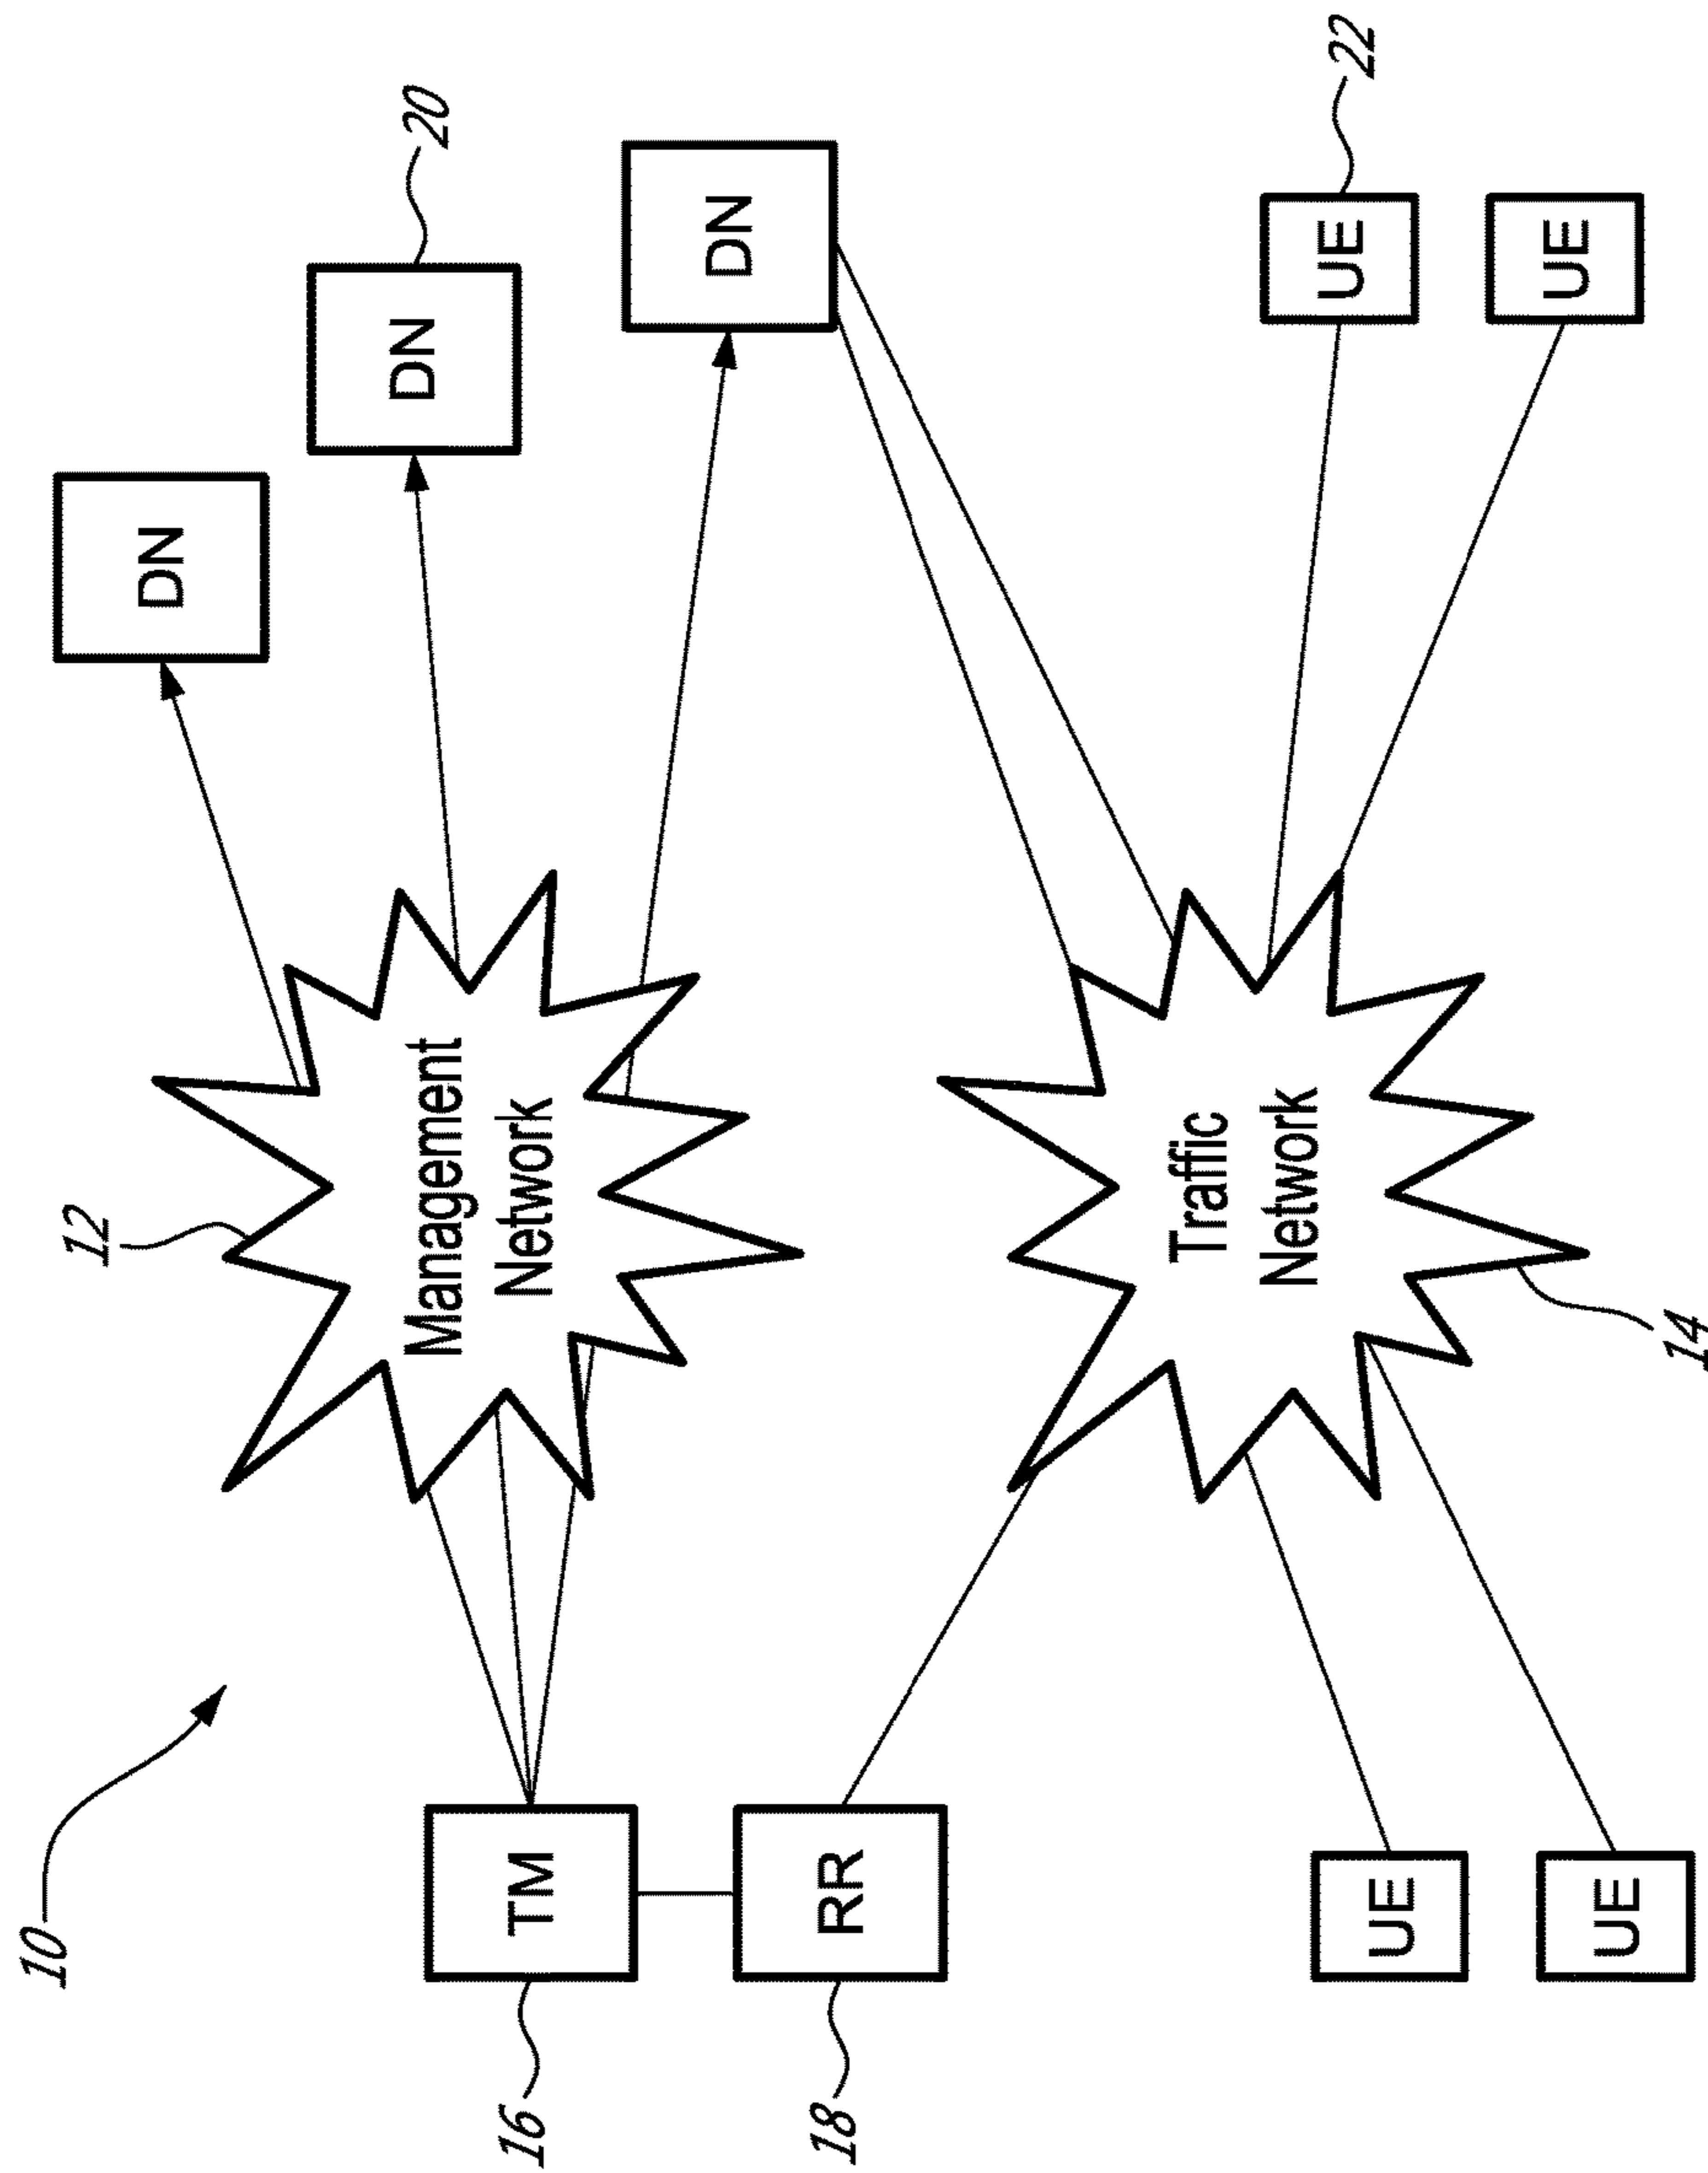 10
12
16
TM
Management
Network
DN
DN
20
DN
18
RR
Traffic
Network
14
UE
UE
UE
22
UE